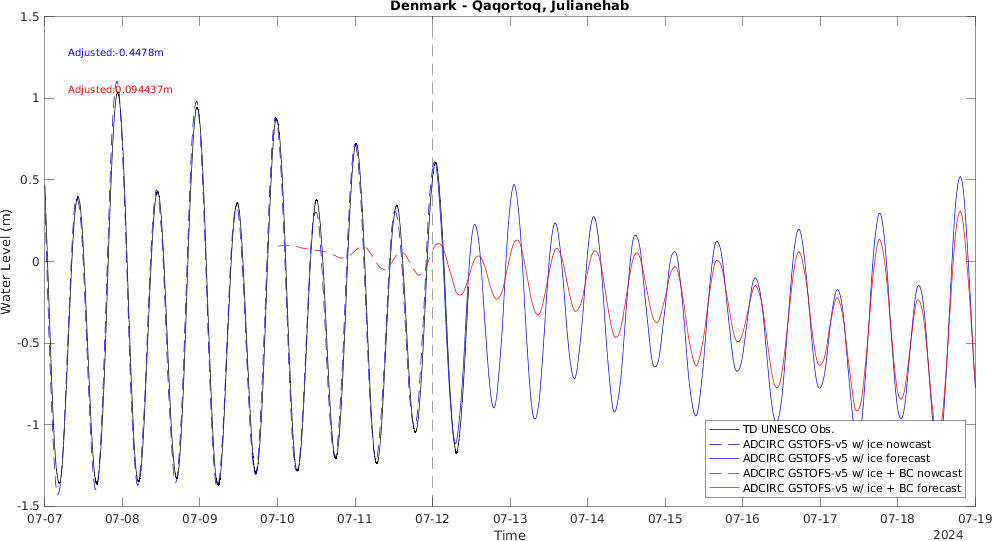 Denmark - Qaqortoq, Julianehab
Adjusted:-0.4478m
Adjusted:0.094437m
Water Level (m)
1.5
1
0.5
0
-0.5
-1
-1.5
TD UNESCO Obs.
ADCIRC GSTOFS-v5 w/ ice nowcast
ADCIRC GSTOFS-v5 w/ ice forecast
ADCIRC GSTOFS-v5 w/ ice + BC nowcast
ADCIRC GSTOFS-v5 w/ ice + BC forecast
07-07 07-08 07-09 07-10 07-11 07-12 07-13 07-14 07-15 07-16 07-17 07-18 07-19
Time
2024